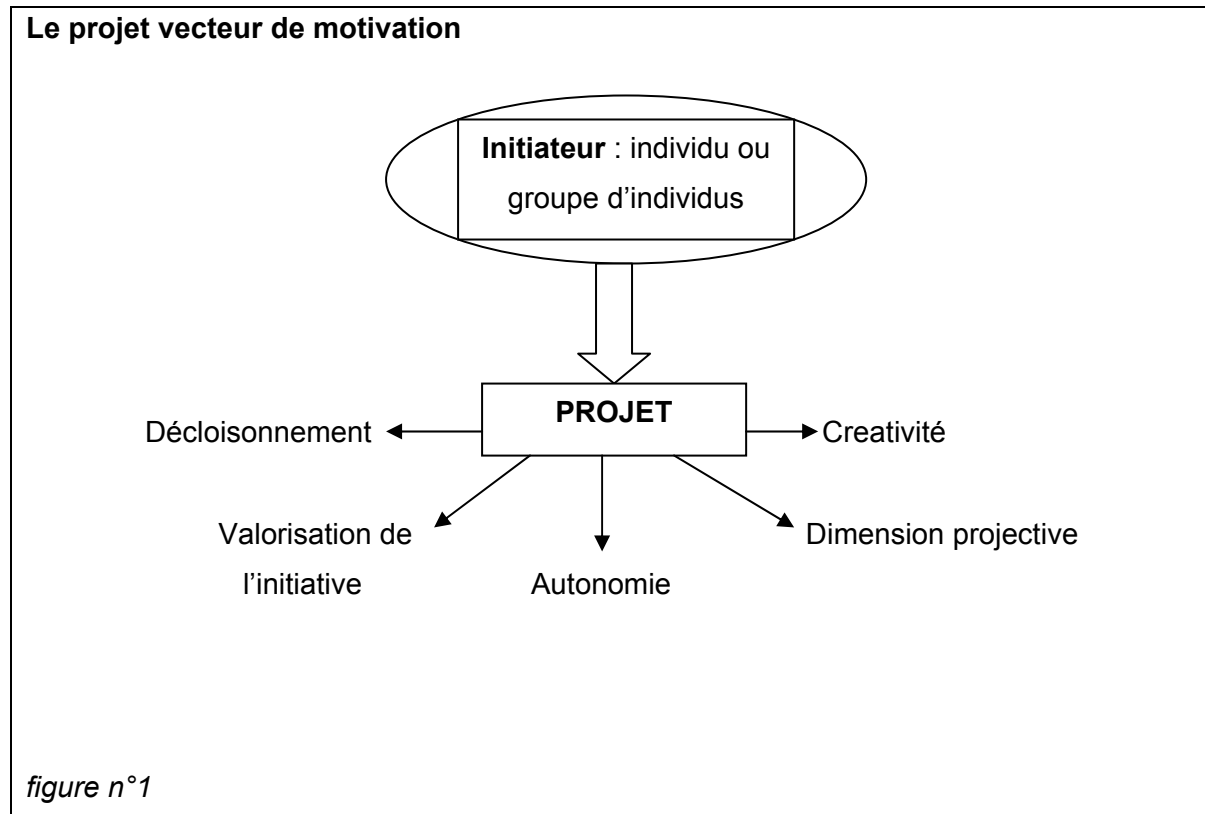 Le projet vecteur de motivation
Initiateur : individu ou
groupe d’individus
PROJET
Décloisonnement
Creativité
Valorisation de
l’initiative
Autonomie
Dimension projective
figure n°1